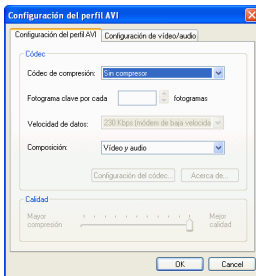 Configuración del perfil AVI
Configuración del perfil AVI
Configuración de vídeo/audio
Códec
Códec de compresión:
Sin compresor
Fotograma clave por cada
fotogramas
Velocidad de datos:
230 Kbps (módem de baja velocida
Composición:
Vídeo y audio
Configuración del códec...
Acerca de...
Calidad
Mayor compresión
Mejor calidad
OK
Cancel